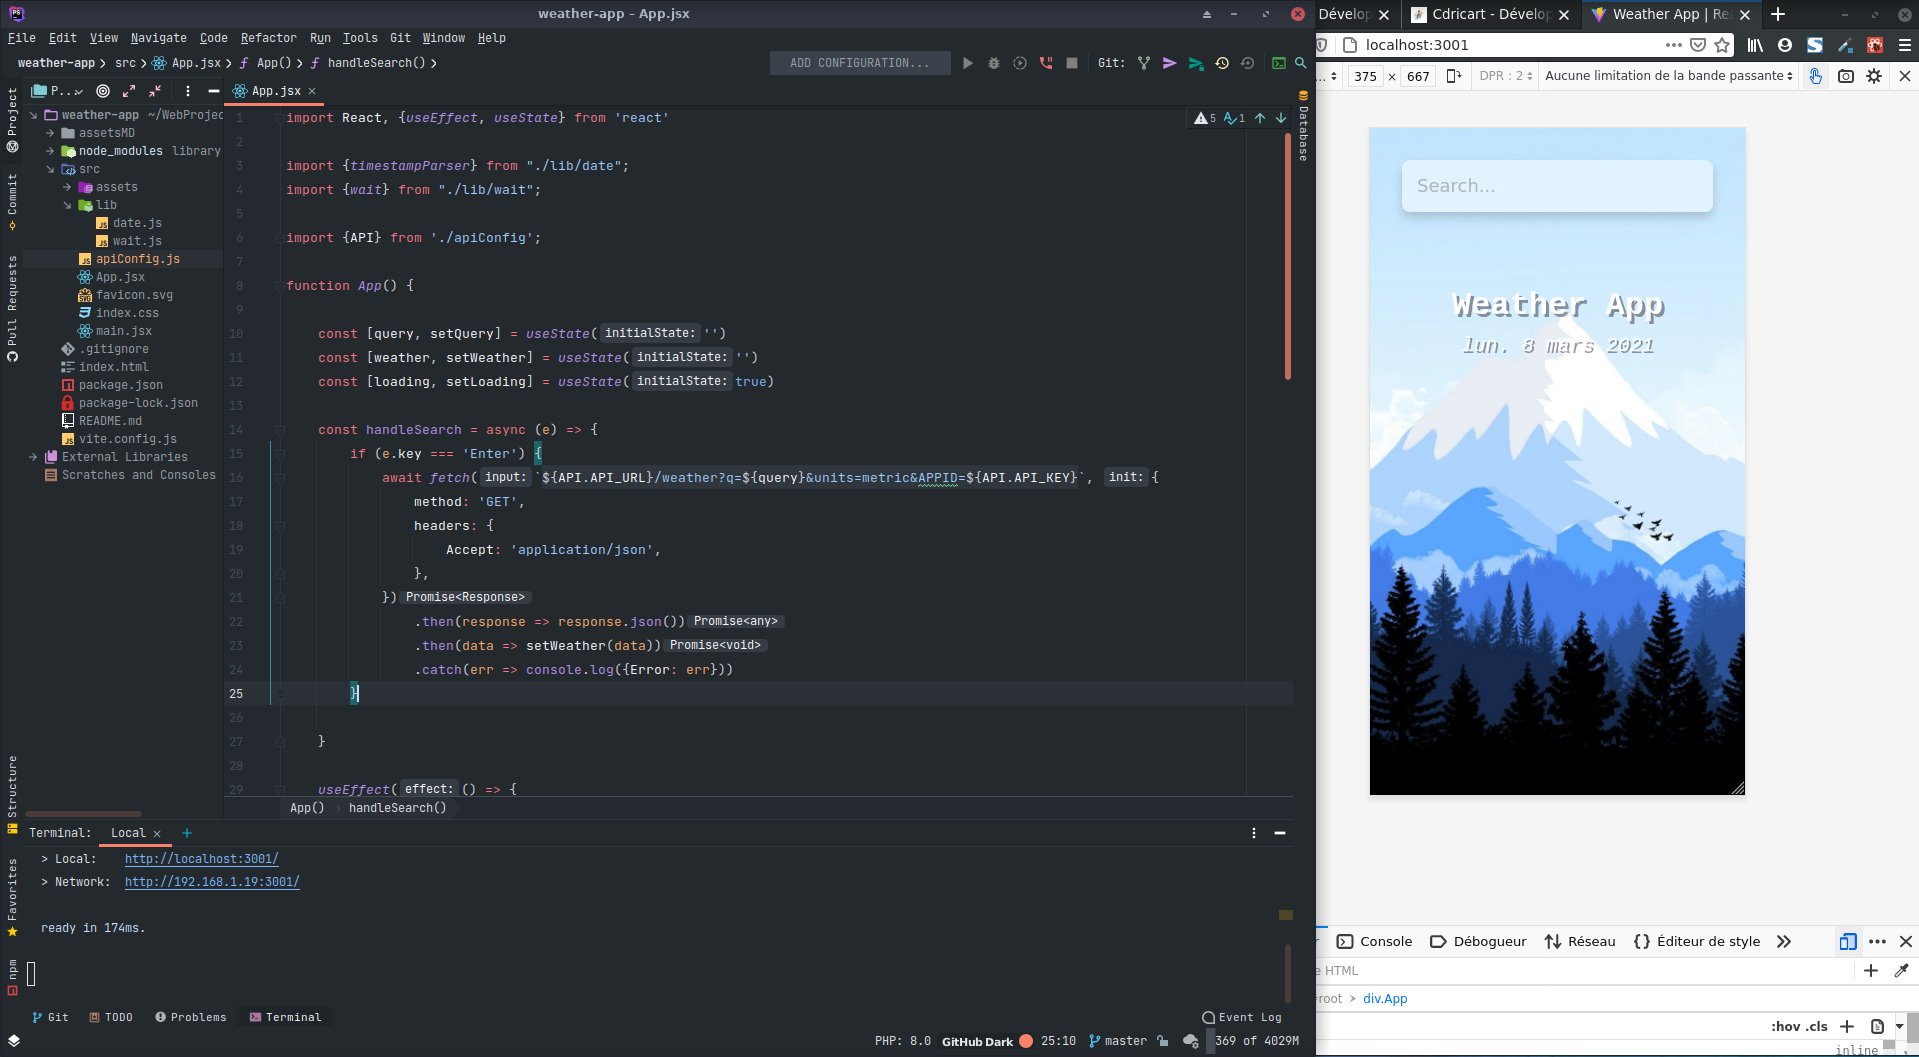 weather-app – App.jsx
File Edit View Navigate Code Refactor Run Tools Git Window Help
weather-app src App.jsx App() handleSearch()
ADD CONFIGURATION...
Git:
Project
Commit
Pull Requests
Structure
Favorites
npm
P...
weather-app ~/WebProjec
assetsMD
node_modules library
src
assets
lib
date.js
wait.js
apiConfig.js
App.jsx
favicon.svg
index.css
main.jsx
.gitignore
index.html
package.json
package-lock.json
README.md
vite.config.js
External Libraries
Scratches and Consoles
App.jsx
5 1
Database
1 import React, {useEffect, useState} from 'react'
2
3 import {timestampParser} from "./lib/date";
4 import {wait} from "./lib/wait";
5
6 import {API} from './apiConfig';
7
8 function App() {
9
10 const [query, setQuery] = useState( initialState: '')
11 const [weather, setWeather] = useState( initialState: '')
12 const [loading, setLoading] = useState( initialState: true)
13
14 const handleSearch = async (e) => {
15 if (e.key === 'Enter') {
16 await fetch( input: `${API.API_URL}/weather?q=${query}&units=metric&APPID=${API.API_KEY}`, init: {
17 method: 'GET',
18 headers: {
19 Accept: 'application/json',
20 },
21 }) Promise<Response>
22 .then(response => response.json()) Promise<any>
23 .then(data => setWeather(data)) Promise<void>
24 .catch(err => console.log({Error: err}))
25 }
26
27 }
28
29 useEffect( effect: () => {
App() handleSearch()
Terminal: Local
> Local: http://localhost:3001/
> Network: http://192.168.1.19:3001/
ready in 174ms.
Git TODO Problems Terminal
Event Log
PHP: 8.0 GitHub Dark 25:10 master 369 of 4029M
Dévelop Cdricart - Dévelop Weather App | Re
localhost:3001
... 375 × 667 DPR : 2 Aucune limitation de la bande passante
Search...
Weather App
lun. 8 mars 2021
r Console Débogueur Réseau Éditeur de style
e HTML
root > div.App
:hov .cls
inline